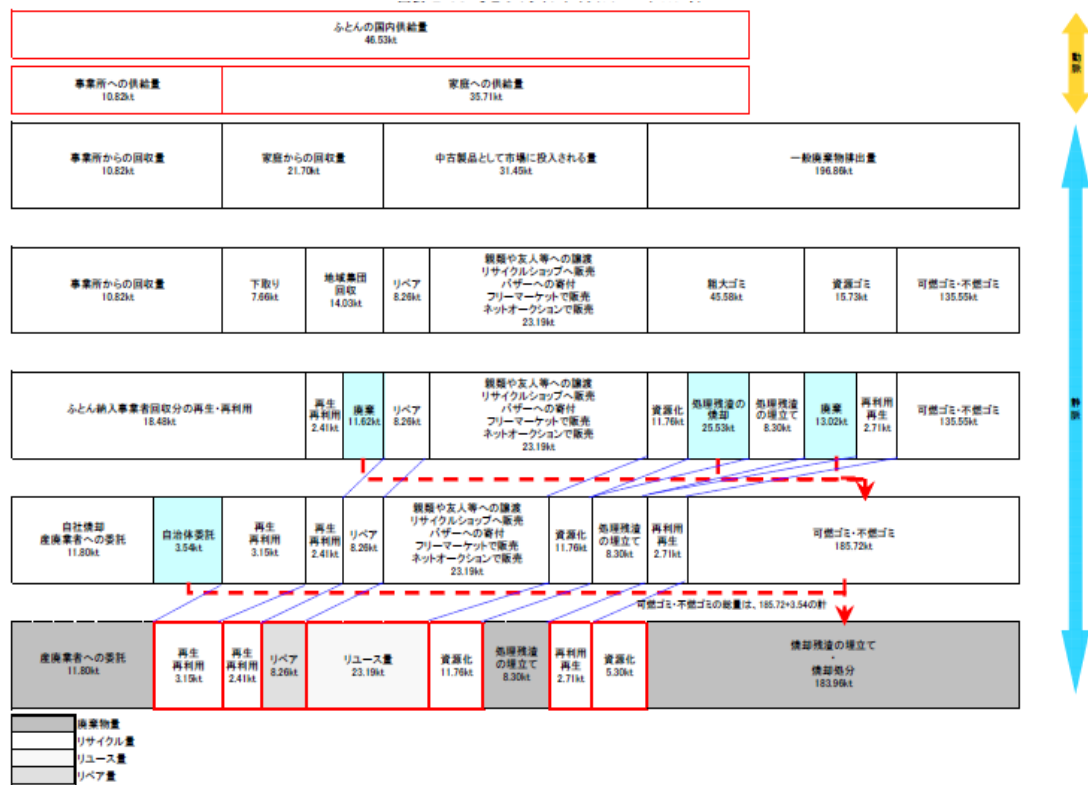 ふとんの国内供給量
46.53kt
動脈
事業所への供給量
10.82kt
家庭への供給量
35.71kt
事業所からの回収量
10.82kt
家庭からの回収量
21.70kt
中古製品として市場に投入される量
31.45kt
一般廃棄物排出量
196.86kt
事業所からの回収量
10.82kt
下取り
7.66kt
地域集団
回収
14.03kt
リペア
8.26kt
親類や友人等への譲渡
リサイクルショップへ販売
バザーへの寄付
フリーマーケットで販売
ネットオークションで販売
23.19kt
粗大ゴミ
45.58kt
資源ゴミ
15.73kt
可燃ゴミ・不燃ゴミ
135.55kt
静脈
ふとん納入事業者回収分の再生・再利用
18.48kt
再生
再利用
2.41kt
廃棄
11.62kt
リペア
8.26kt
親類や友人等への譲渡
リサイクルショップへ販売
バザーへの寄付
フリーマーケットで販売
ネットオークションで販売
23.19kt
資源化
11.76kt
処理残渣の
焼却
25.53kt
処理残渣
の埋立て
8.30kt
廃棄
13.02kt
再利用
再生
2.71kt
可燃ゴミ・不燃ゴミ
135.55kt
自社焼却
産廃業者への委託
11.80kt
自治体委託
3.54kt
再生
再利用
3.15kt
再生
再利用
2.41kt
リペア
8.26kt
親類や友人等への譲渡
リサイクルショップへ販売
バザーへの寄付
フリーマーケットで販売
ネットオークションで販売
23.19kt
資源化
11.76kt
処理残渣
の埋立て
8.30kt
再利用
再生
2.71kt
可燃ゴミ・不燃ゴミ
185.72kt
可燃ゴミ・不燃ゴミの総量は、185.72+3.54の計
産廃業者への委託
11.80kt
再生
再利用
3.15kt
再生
再利用
2.41kt
リペア
8.26kt
リユース量
23.19kt
資源化
11.76kt
処理残渣
の埋立て
8.30kt
再利用
再生
2.71kt
資源化
5.30kt
焼却残渣の埋立て
・
焼却処分
183.96kt
廃棄物量
リサイクル量
リユース量
リペア量